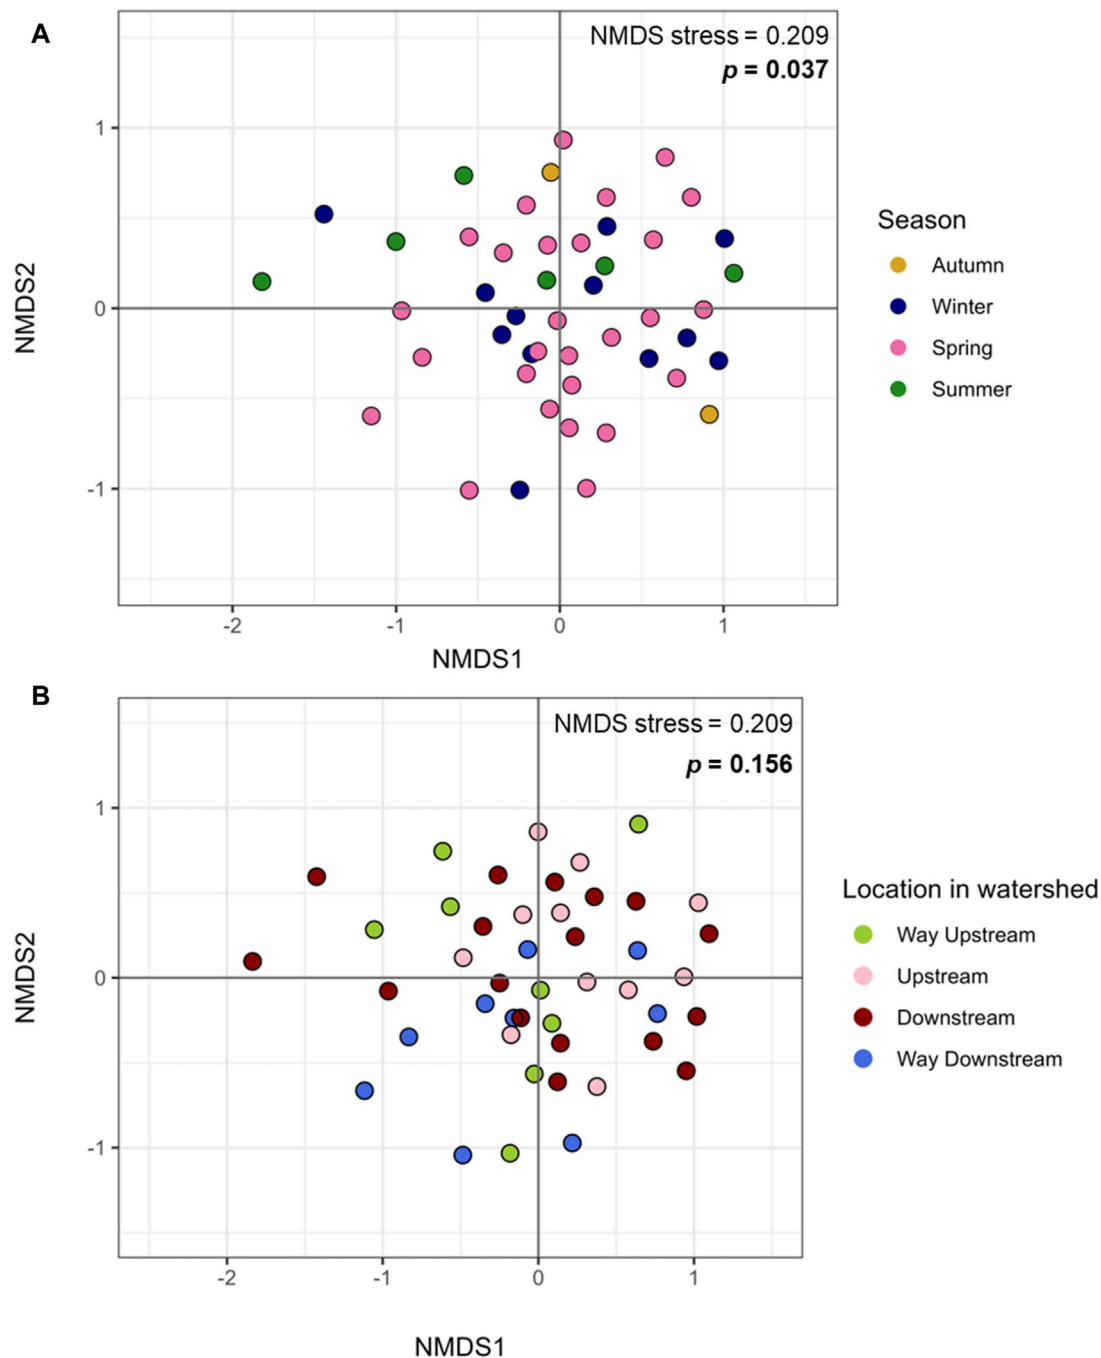 A
NMDS stress = 0.209
p = 0.037
NMDS2
1
0
-1
-2
-1
0
1
NMDS1
Season
Autumn
Winter
Spring
Summer
B
NMDS stress = 0.209
p = 0.156
NMDS2
1
0
-1
-2
-1
0
1
NMDS1
Location in watershed
Way Upstream
Upstream
Downstream
Way Downstream